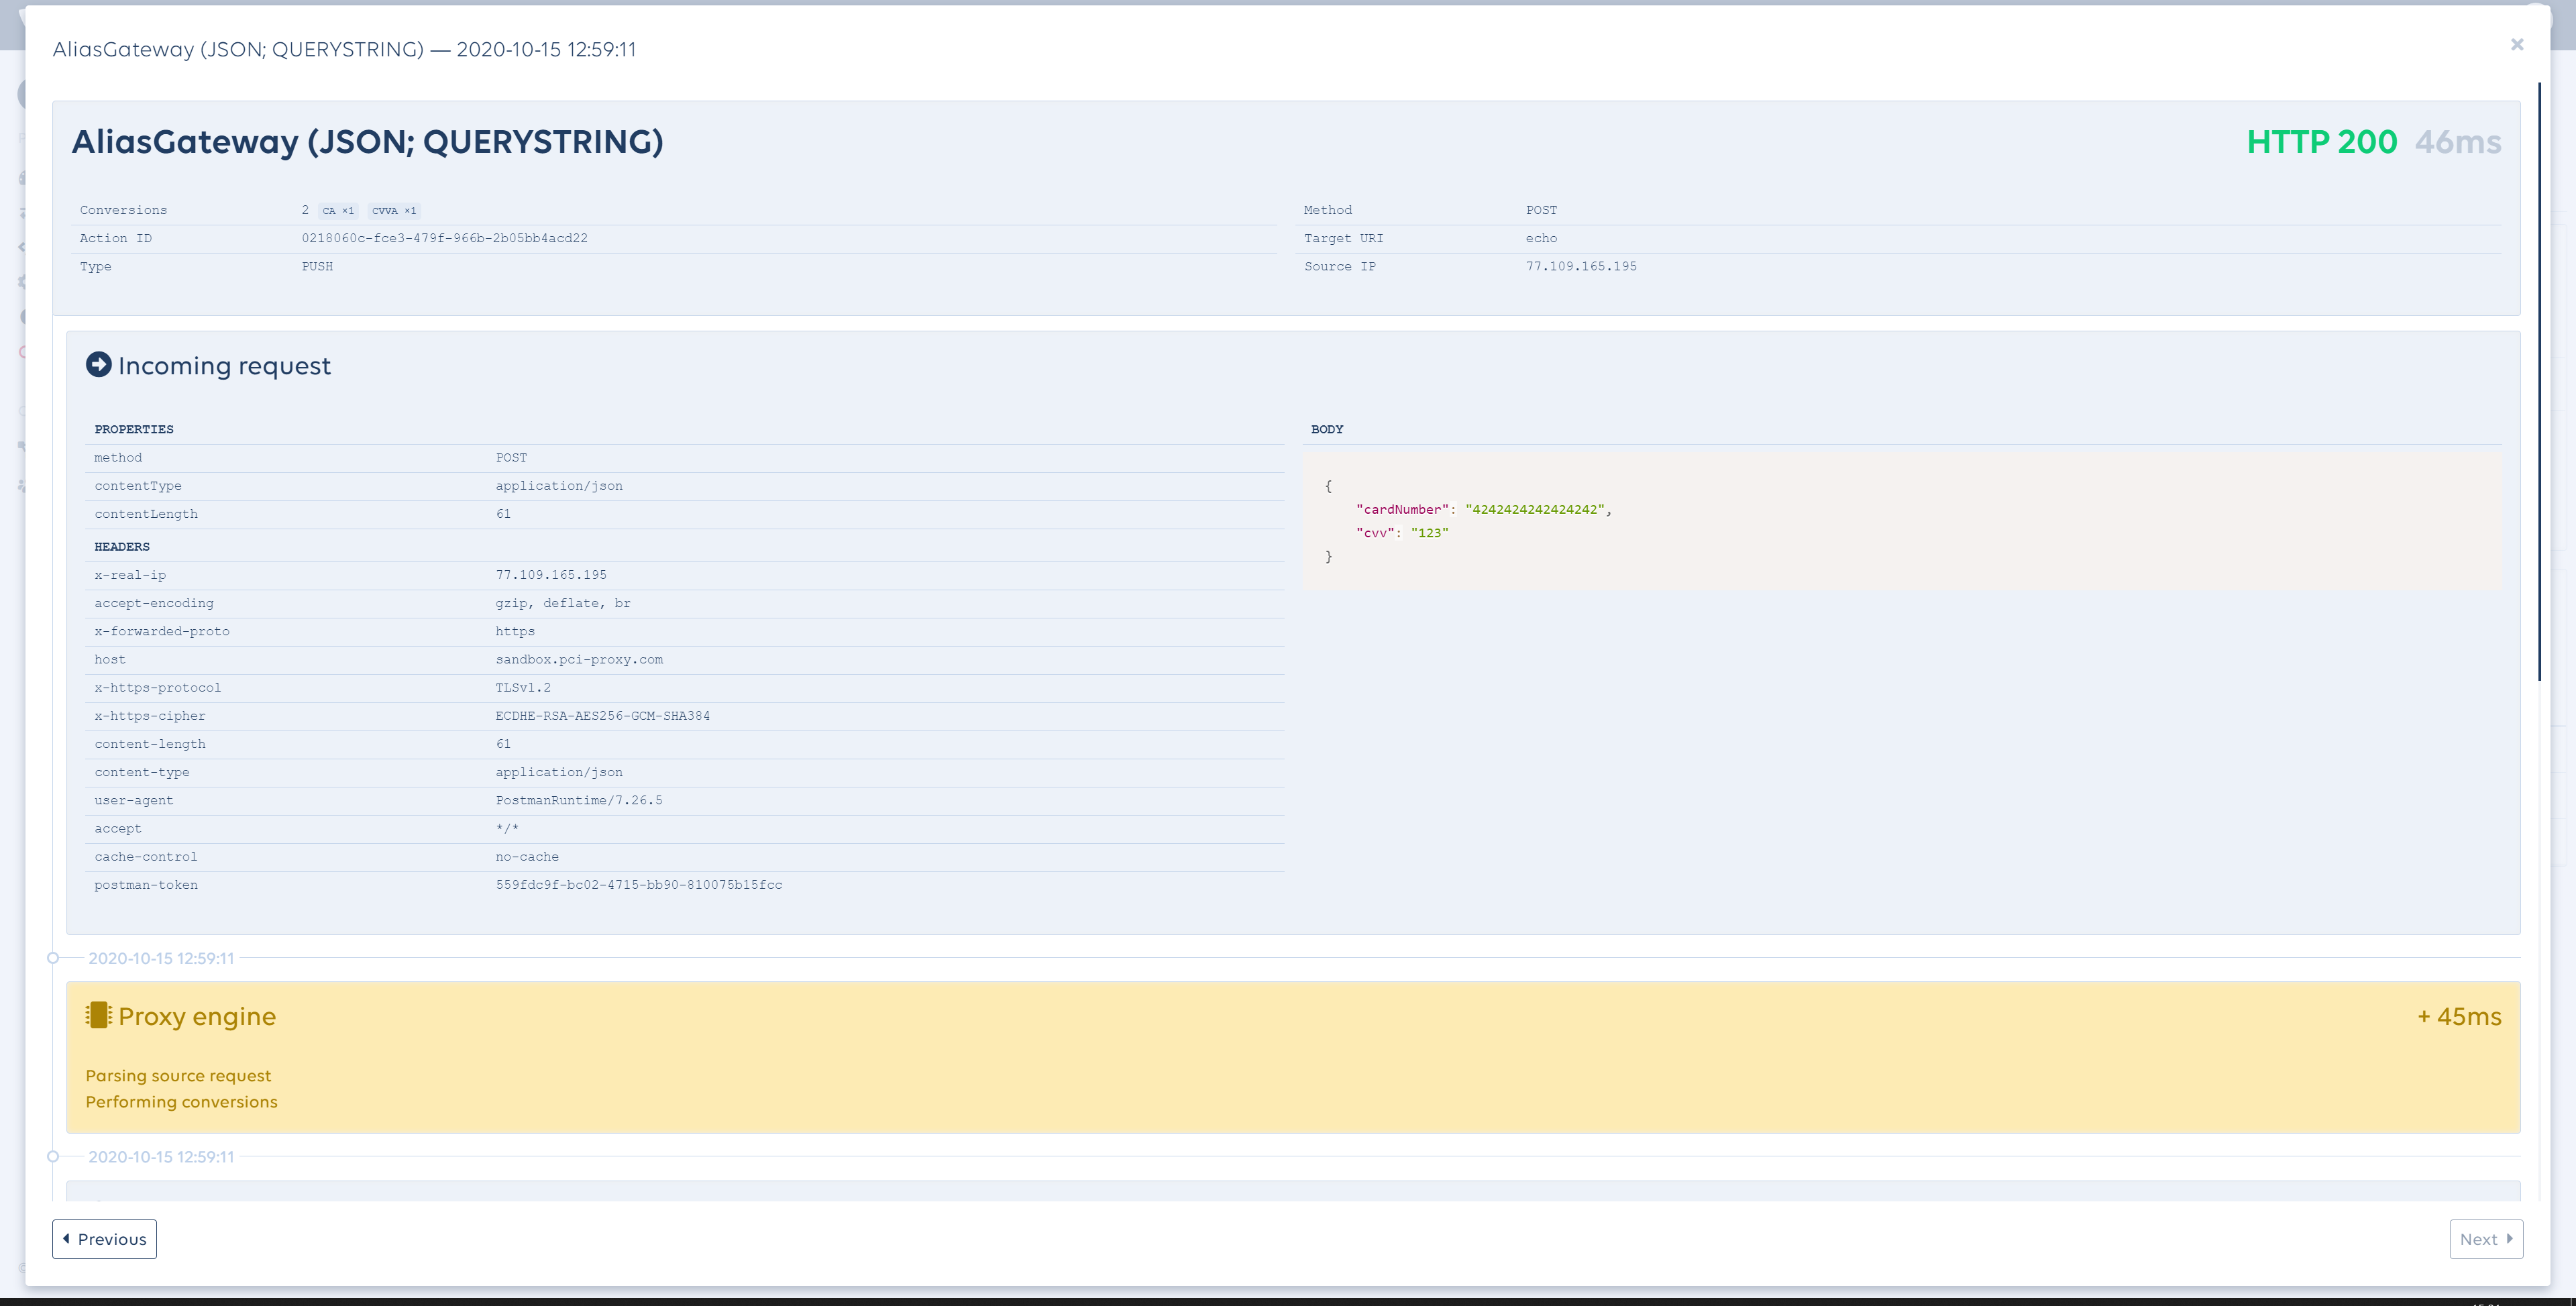 AliasGateway (JSON; QUERYSTRING) — 2020-10-15 12:59:11
×
AliasGateway (JSON; QUERYSTRING)
HTTP 200 46ms
Conversions 2 CA ×1 CVVA ×1
Action ID 0218060c-fce3-479f-966b-2b05bb4acd22
Type PUSH
Method POST
Target URI echo
Source IP 77.109.165.195
Incoming request
PROPERTIES
method POST
contentType application/json
contentLength 61
HEADERS
x-real-ip 77.109.165.195
accept-encoding gzip, deflate, br
x-forwarded-proto https
host sandbox.pci-proxy.com
x-https-protocol TLSv1.2
x-https-cipher ECDHE-RSA-AES256-GCM-SHA384
content-length 61
content-type application/json
user-agent PostmanRuntime/7.26.5
accept */*
cache-control no-cache
postman-token 559fdc9f-bc02-4715-bb90-810075b15fcc
BODY
{
"cardNumber": "4242424242424242",
"cvv": "123"
}
2020-10-15 12:59:11
Proxy engine + 45ms
Parsing source request
Performing conversions
2020-10-15 12:59:11
Previous
Next